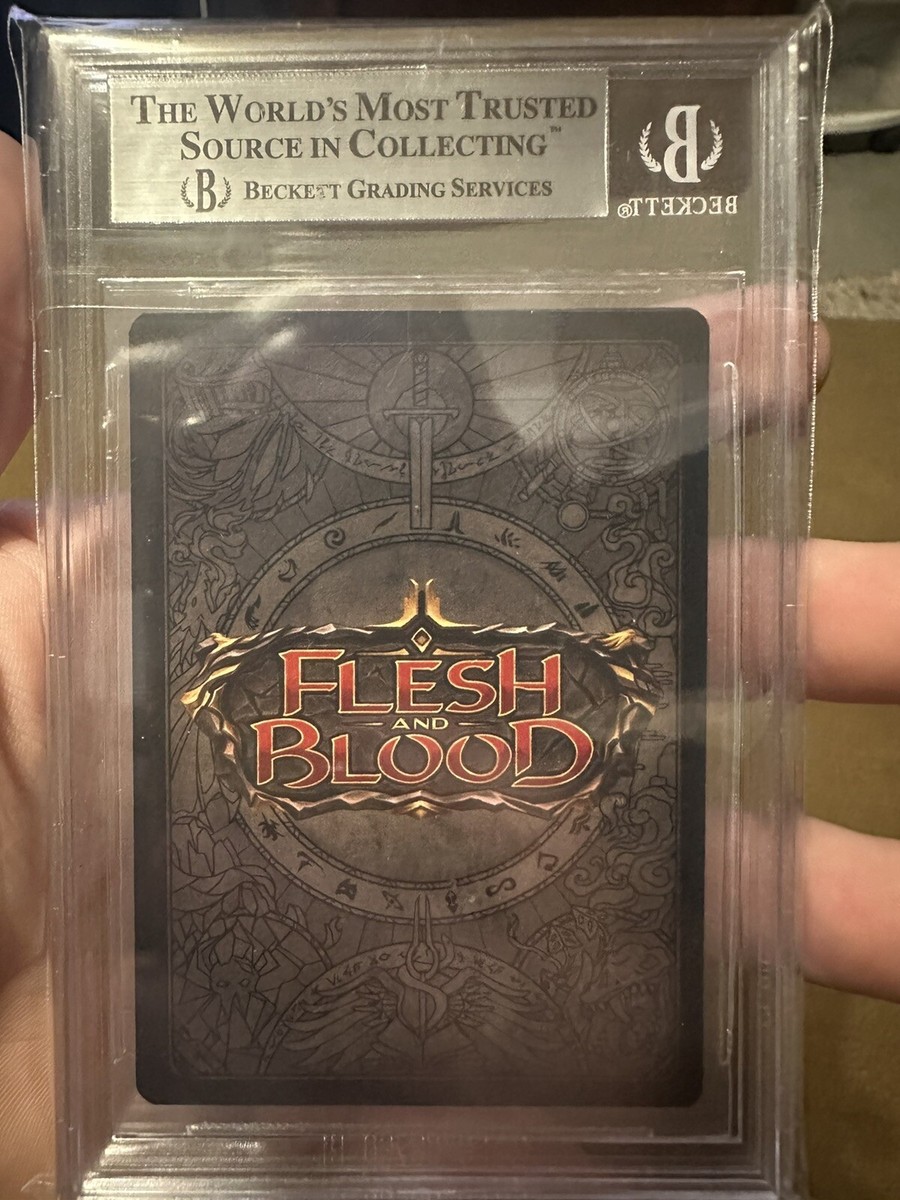 THE WORLD'S MOST TRUSTED
SOURCE IN COLLECTING™
B BECKETT GRADING SERVICES
B
BECKETT®
FLESH
AND
BLOOD